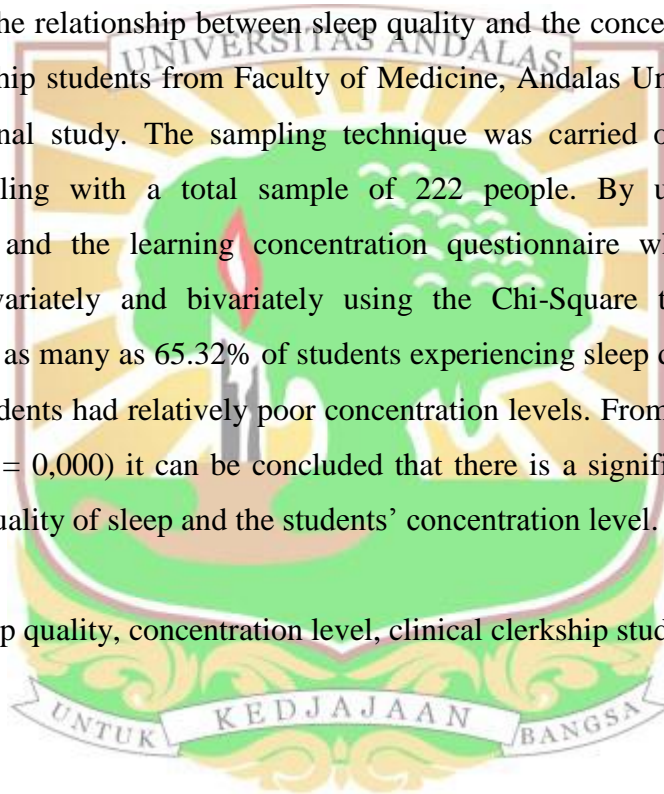 he relationship between sleep quality and the conce
UNIVERSITAS ANDALAS
hip students from Faculty of Medicine, Andalas Un
nal study. The sampling technique was carried o
ling with a total sample of 222 people. By u
and the learning concentration questionnaire wh
variately and bivariately using the Chi-Square t
as many as 65.32% of students experiencing sleep
dents had relatively poor concentration levels. From
= 0,000) it can be concluded that there is a signifi
uality of sleep and the students’ concentration level.
p quality, concentration level, clinical clerkship stud
UNTUK KEDJAJAAN BANGSA